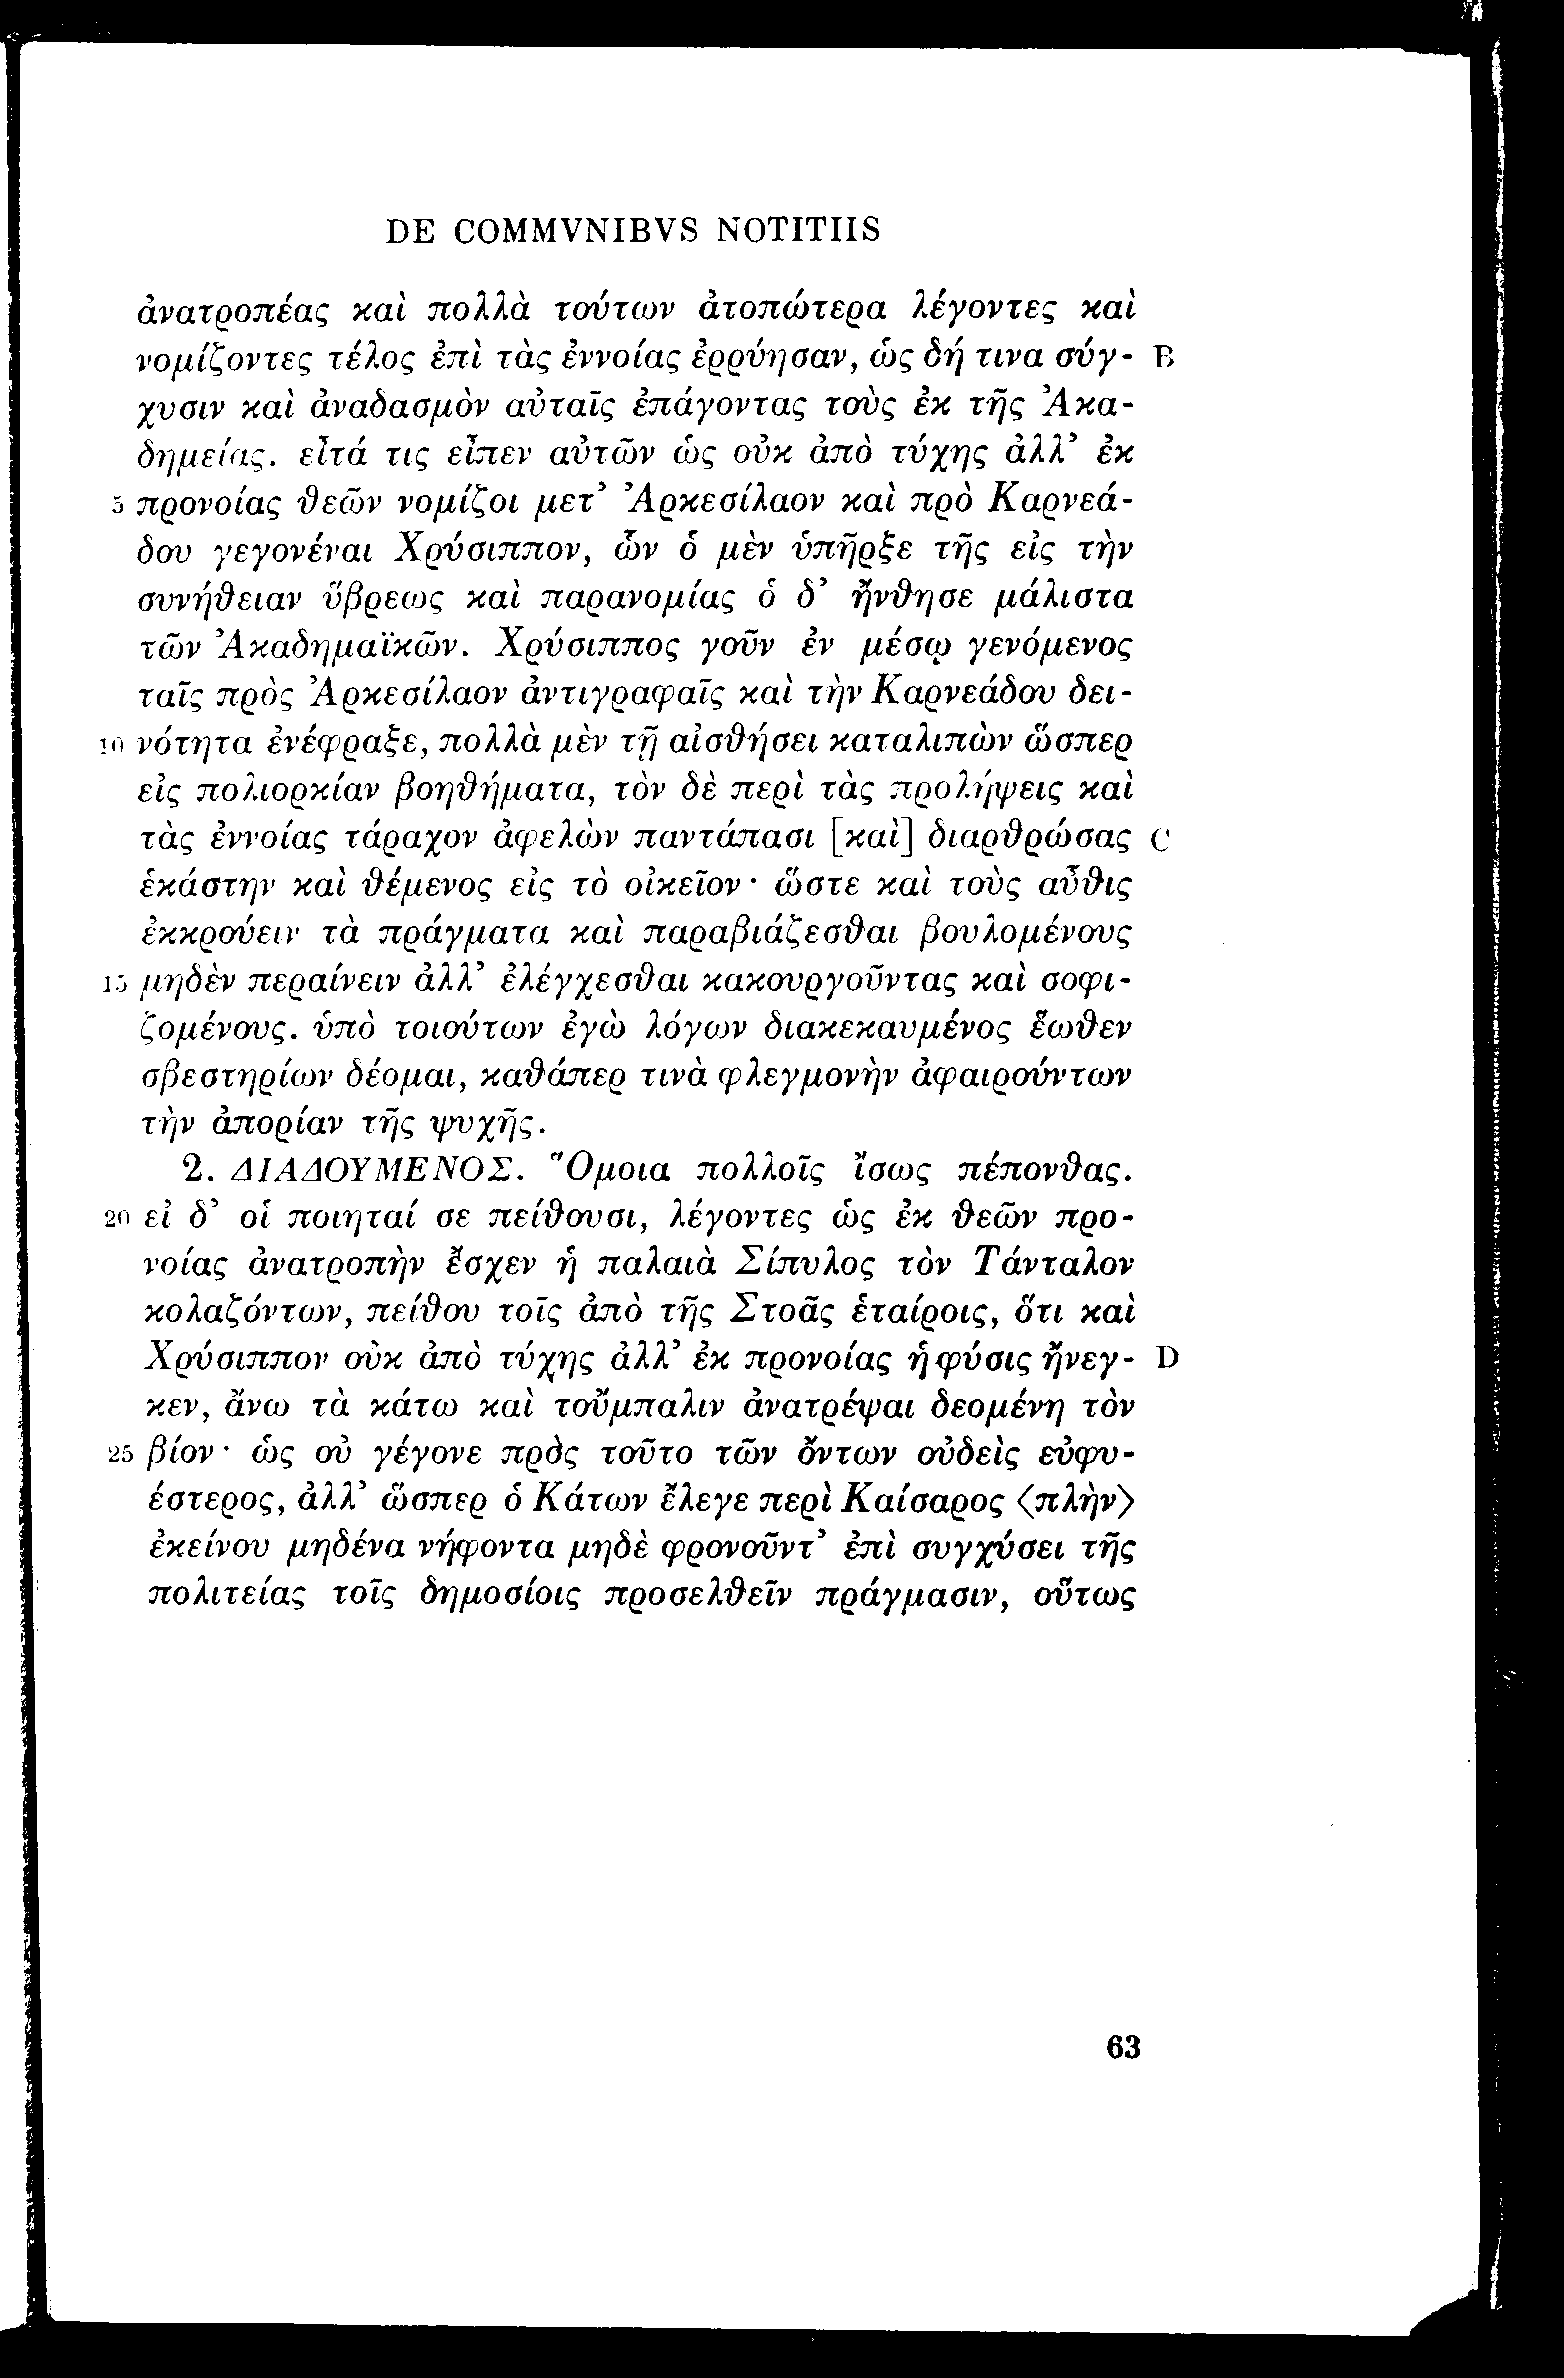 DE COMMVNIBVS NOTITIIS
ἀνατροπέας καὶ πολλὰ τούτων ἀτοπώτερα λέγοντες καὶ
νομίζοντες τέλος ἐπὶ τὰς ἐννοίας ἐρρύησαν, ὡς δή τινα σύγ- B
χυσιν καὶ ἀναδασμὸν αὐταῖς ἐπάγοντας τοὺς ἐκ τῆς Ἀκα-
δημείας. εἶτά τις εἶπεν αὐτῶν ὡς οὐκ ἀπὸ τύχης ἀλλ’ ἐκ
5 προνοίας θεῶν νομίζοι μετ’ Ἀρκεσίλαον καὶ πρὸ Καρνεά-
δου γεγονέναι Χρύσιππον, ὧν ὁ μὲν ὑπῆρξε τῆς εἰς τὴν
συνήθειαν ὕβρεως καὶ παρανομίας ὁ δ’ ἤνθησε μάλιστα
τῶν Ἀκαδημαϊκῶν. Χρύσιππος γοῦν ἐν μέσῳ γενόμενος
ταῖς πρὸς Ἀρκεσίλαον ἀντιγραφαῖς καὶ τὴν Καρνεάδου δει-
10 νότητα ἐνέφραξε, πολλὰ μὲν τῇ αἰσθήσει καταλιπὼν ὥσπερ
εἰς πολιορκίαν βοηθήματα, τὸν δὲ περὶ τὰς προλήψεις καὶ
τὰς ἐννοίας τάραχον ἀφελὼν παντάπασι [καὶ] διαρθρώσας C
ἑκάστην καὶ θέμενος εἰς τὸ οἰκεῖον· ὥστε καὶ τοὺς αὖθις
ἐκκρούειν τὰ πράγματα καὶ παραβιάζεσθαι βουλομένους
15 μηδὲν περαίνειν ἀλλ’ ἐλέγχεσθαι κακουργοῦντας καὶ σοφι-
ζομένους. ὑπὸ τοιούτων ἐγὼ λόγων διακεκαυμένος ἕωθεν
σβεστηρίων δέομαι, καθάπερ τινὰ φλεγμονὴν ἀφαιρούντων
τὴν ἀπορίαν τῆς ψυχῆς.
2. ΔΙΑΔΟΥΜΕΝΟΣ. Ὅμοια πολλοῖς ἴσως πέπονθας.
20 εἰ δ’ οἱ ποιηταί σε πείθουσι, λέγοντες ὡς ἐκ θεῶν προ-
νοίας ἀνατροπὴν ἔσχεν ἡ παλαιὰ Σίπυλος τὸν Τάνταλον
κολαζόντων, πείθου τοῖς ἀπὸ τῆς Στοᾶς ἑταίροις, ὅτι καὶ
Χρύσιππον οὐκ ἀπὸ τύχης ἀλλ’ ἐκ προνοίας ἡ φύσις ἤνεγ- D
κεν, ἄνω τὰ κάτω καὶ τοὔμπαλιν ἀνατρέψαι δεομένη τὸν
25 βίον· ὡς οὐ γέγονε πρὸς τοῦτο τῶν ὄντων οὐδεὶς εὐφυ-
έστερος, ἀλλ’ ὥσπερ ὁ Κάτων ἔλεγε περὶ Καίσαρος ⟨πλὴν⟩
ἐκείνου μηδένα νήφοντα μηδὲ φρονοῦντ’ ἐπὶ συγχύσει τῆς
πολιτείας τοῖς δημοσίοις προσελθεῖν πράγμασιν, οὕτως
63